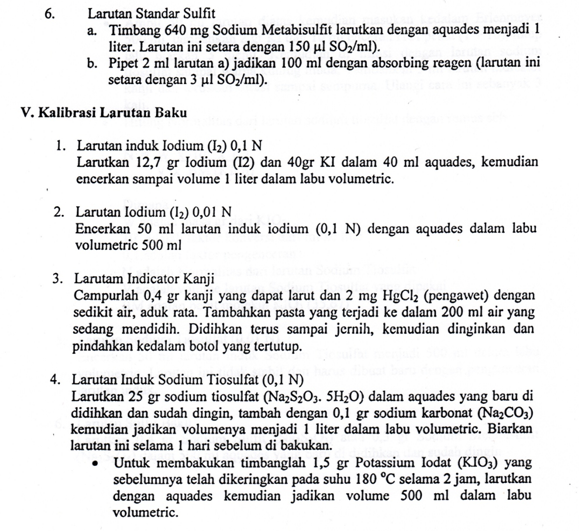 6. Larutan Standar Sulfit
a. Timbang 640 mg Sodium Metabisulfit larutkan dengan aquades menjadi 1
liter. Larutan ini setara dengan 150 µl SO₂/ml).
b. Pipet 2 ml larutan a) jadikan 100 ml dengan absorbing reagen (larutan ini
setara dengan 3 µl SO₂/ml).
V. Kalibrasi Larutan Baku
1. Larutan induk Iodium (I₂) 0,1 N
Larutkan 12,7 gr Iodium (I2) dan 40gr KI dalam 40 ml aquades, kemudian
encerkan sampai volume 1 liter dalam labu volumetric.
2. Larutan Iodium (I₂) 0,01 N
Encerkan 50 ml larutan induk iodium (0,1 N) dengan aquades dalam labu
volumetric 500 ml
3. Larutam Indicator Kanji
Campurlah 0,4 gr kanji yang dapat larut dan 2 mg HgCl₂ (pengawet) dengan
sedikit air, aduk rata. Tambahkan pasta yang terjadi ke dalam 200 ml air yang
sedang mendidih. Didihkan terus sampai jernih, kemudian dinginkan dan
pindahkan kedalam botol yang tertutup.
4. Larutan Induk Sodium Tiosulfat (0,1 N)
Larutkan 25 gr sodium tiosulfat (Na₂S₂O₃. 5H₂O) dalam aquades yang baru di
didihkan dan sudah dingin, tambah dengan 0,1 gr sodium karbonat (Na₂CO₃)
kemudian jadikan volumenya menjadi 1 liter dalam labu volumetric. Biarkan
larutan ini selama 1 hari sebelum di bakukan.
• Untuk membakukan timbanglah 1,5 gr Potassium Iodat (KIO₃) yang
sebelumnya telah dikeringkan pada suhu 180 °C selama 2 jam, larutkan
dengan aquades kemudian jadikan volume 500 ml dalam labu
volumetric.